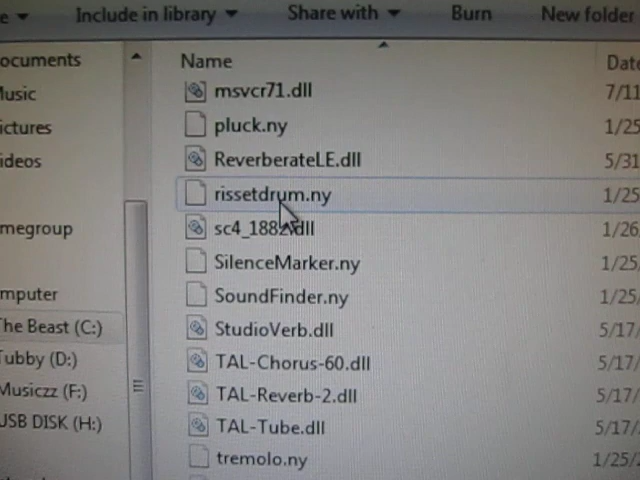 e Include in library Share with Burn New folder
ocuments Name Date
msvcr71.dll 7/11
Music pluck.ny 1/25
ictures ReverberateLE.dll 5/31
ideos rissetdrum.ny 1/25
megroup sc4_1882.dll 1/26
SilenceMarker.ny 1/25
mputer SoundFinder.ny 1/25
The Beast (C:) StudioVerb.dll 5/17/
Tubby (D:) TAL-Chorus-60.dll 5/17/
Musiczz (F:) TAL-Reverb-2.dll 5/17/
USB DISK (H:) TAL-Tube.dll 5/17/
tremolo.ny 1/25/